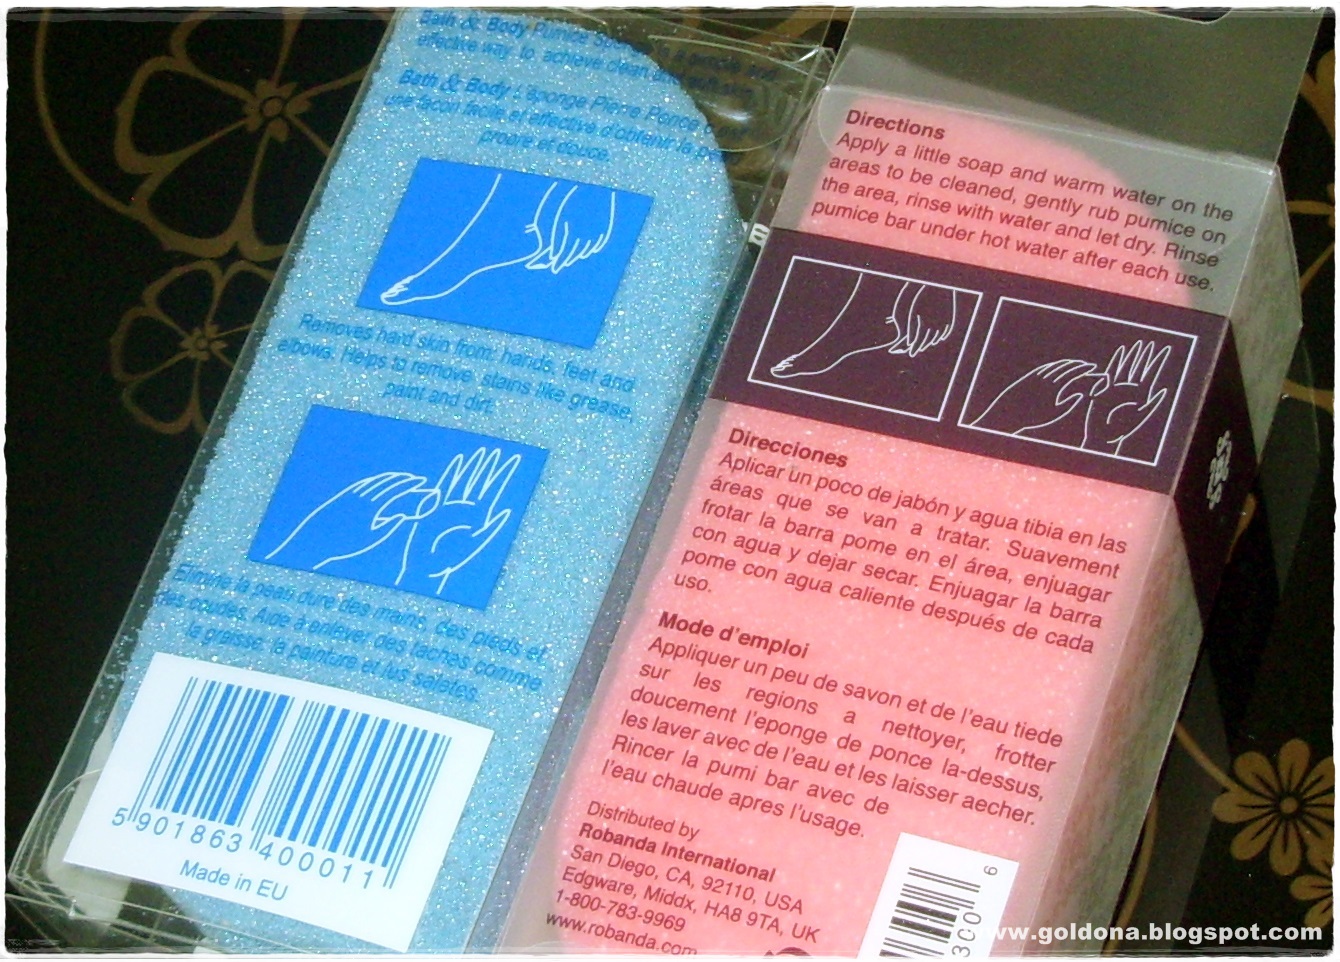 Bath & Body Pumice Sponge is a gentle and
effective way to achieve clean and soft skin.
Bath & Body L'éponge Pierre Ponce
une façon facile et effective d'obtenir la peau
propre et douce.
Removes hard skin from: hands, feet and
elbows. Helps to remove stains like grease,
paint and dirt.
Elimine la peau dure des mains, des pieds et
des coudes. Aide à enlever des taches comme
la graisse, la peinture et lus saletes.
5 901863 400011
Made in EU
Directions
Apply a little soap and warm water on the
areas to be cleaned, gently rub pumice on
the area, rinse with water and let dry. Rinse
pumice bar under hot water after each use.
Direcciones
Aplicar un poco de jabón y agua tibia en las
áreas que se van a tratar. Suavemente
frotar la barra pome en el área, enjuagar
con agua y dejar secar. Enjuagar la barra
pome con agua caliente después de cada
uso.
Mode d'emploi
Appliquer un peu de savon et de l'eau tiede
sur les regions a nettoyer, frotter
doucement l'eponge de ponce la-dessus,
les laver avec de l'eau et les laisser aecher.
Rincer la pumi bar avec de
l'eau chaude apres l'usage.
Distributed by
Robanda International
San Diego, CA, 92110, USA
Edgware, Middx, HA8 9TA, UK
1-800-783-9969
www.robanda.com
300 6
www.goldona.blogspot.com